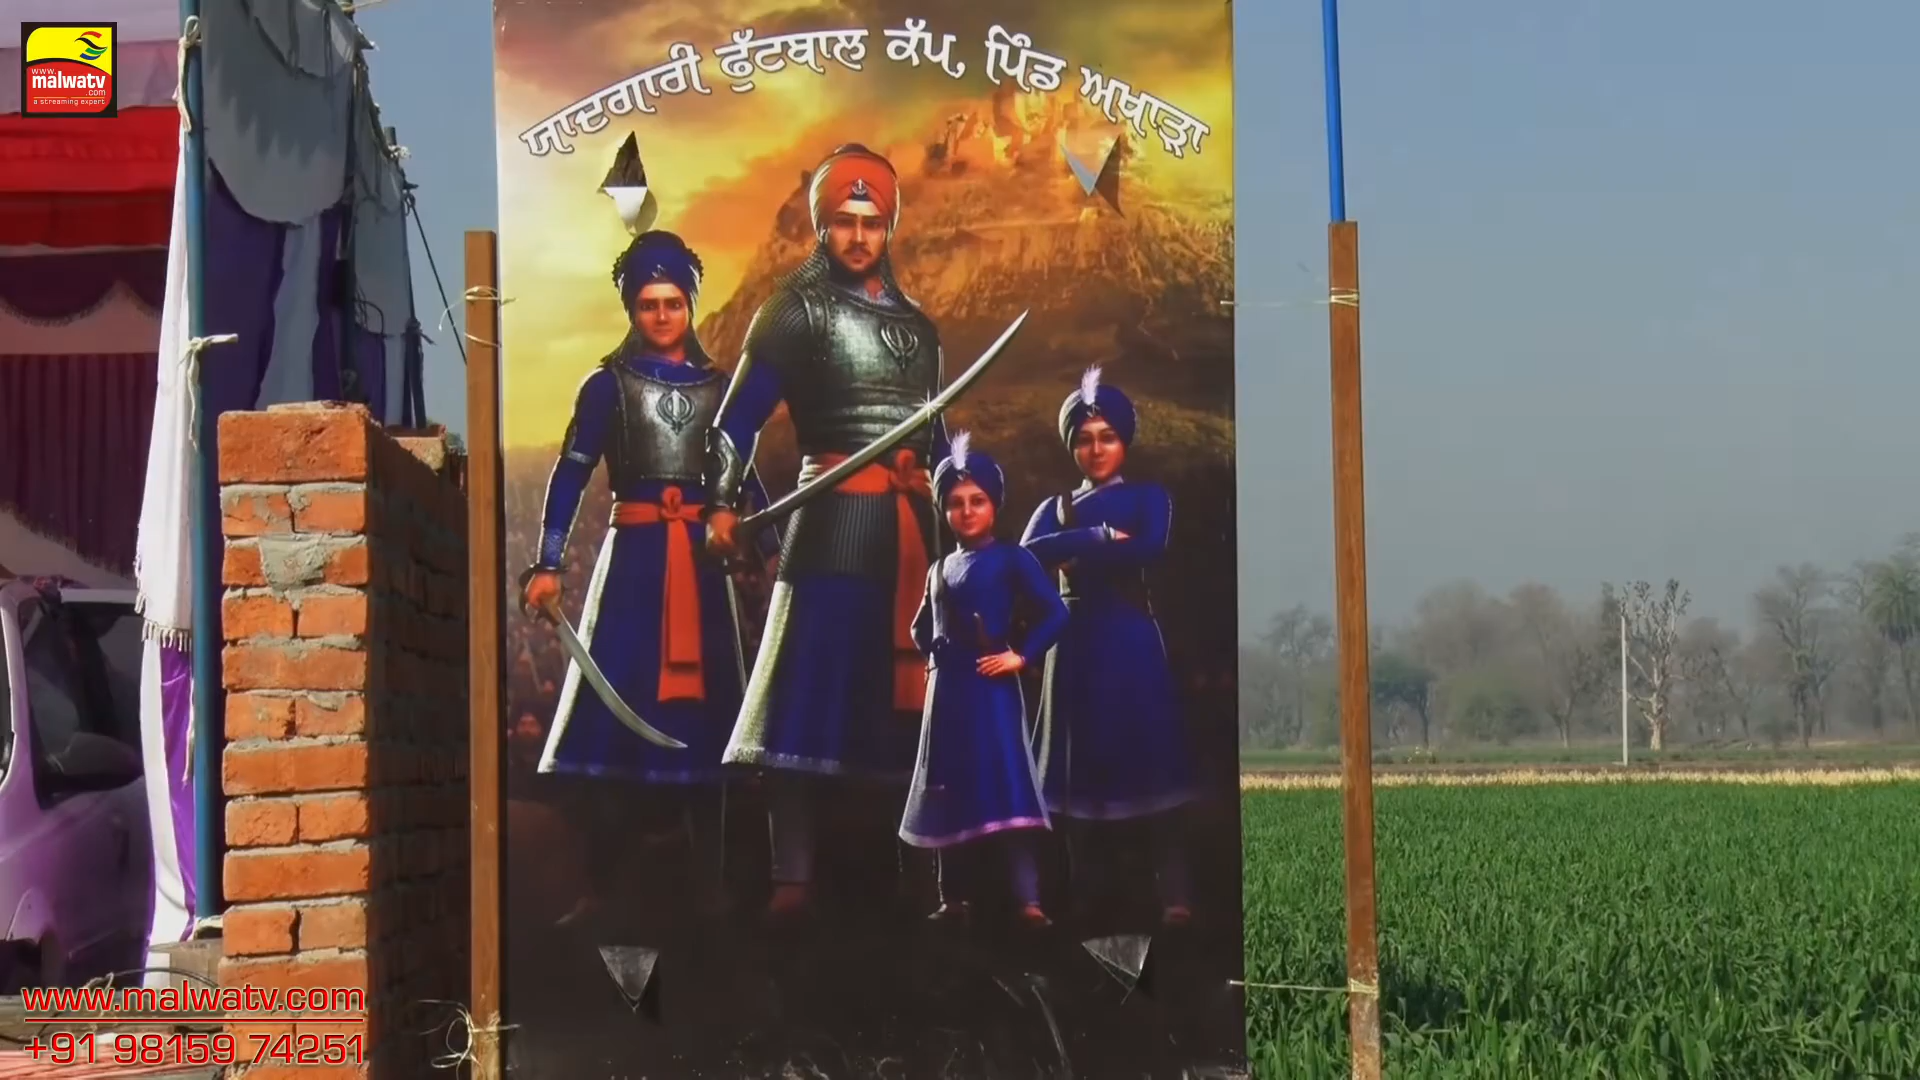 www.
malwatv
.com
a streaming expert
ਯਾਦਗਾਰੀ ਫੁੱਟਬਾਲ ਕੱਪ, ਪਿੰਡ ਅਖਾੜਾ
www.malwatv.com
+91 98159 74251